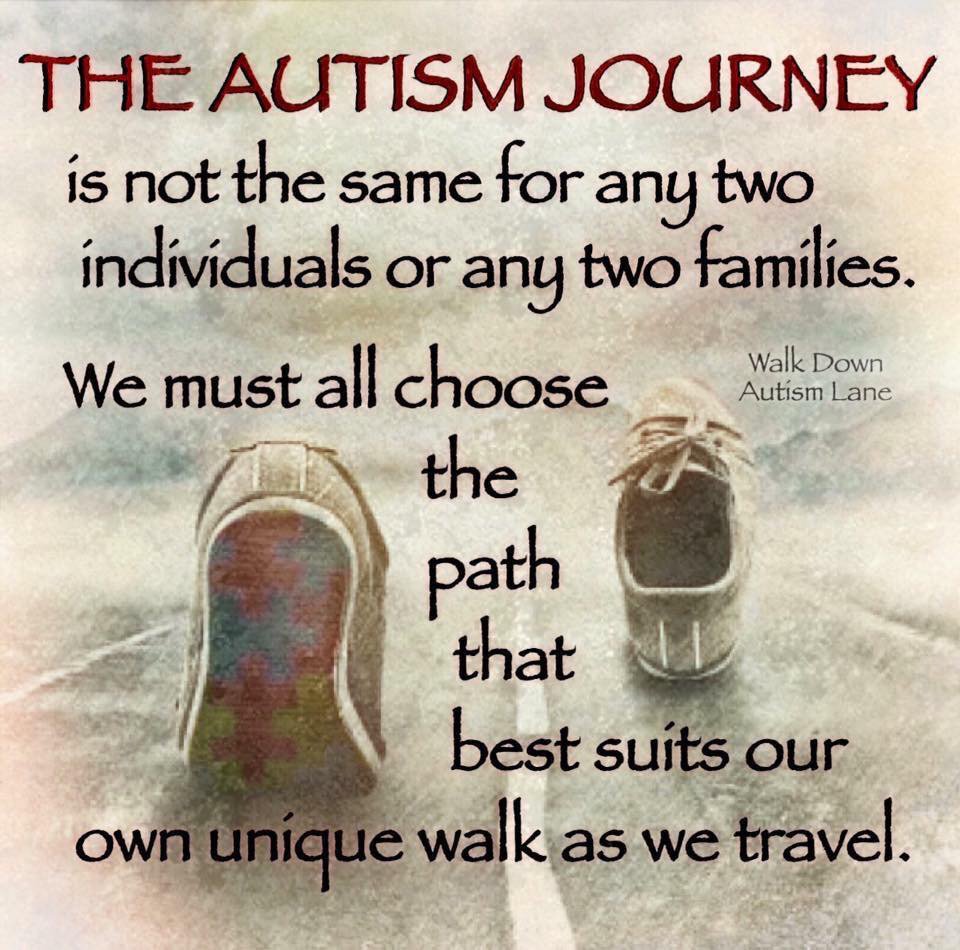 THE AUTISM JOURNEY
is not the same for any two
individuals or any two families.
We must all choose
Walk Down
Autism Lane
the
path
that
best suits our
own unique walk as we travel.